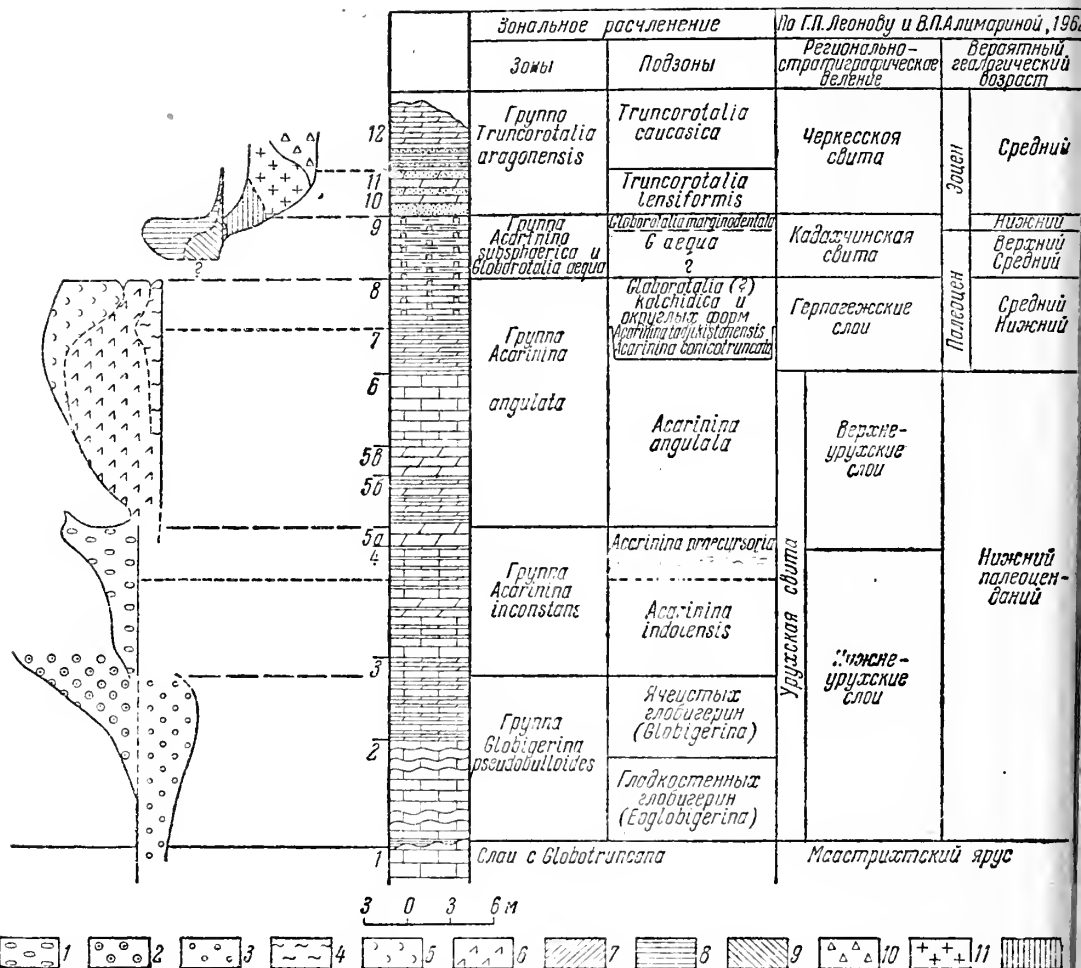 Зональное расчленение
По Г.П.Леонову и В.П.Алимариной, 196
Зоны
Подзоны
Регионально-
стратиграфическое
деление
Вероятный
геологический
возраст
12
11
10
9
8
7
6
5в
5б
5а
4
3
2
1
Группа
Truncorotalia
aragonensis
Truncorotalia
caucasica
Truncorotalia
lensiformis
Черкесская
свита
Эоцен
Средний
Группа
Acarinina
subsphaerica и
Globorotalia aequa
Globorotalia marginodentata
G aequa
?
Кадахчинская
свита
Нижний
Верхний
Средний
Палеоцен
Группа
Acarinina
angulata
Globorotalia (?)
kolchidica и
округлых форм
Acarinina tadjikistanensis
Acarinina conicotruncata
Герпегежские
слои
Средний
Нижний
Acarinina
angulata
Верхне-
урухские
слои
Группа
Acarinina
inconstans
Acarinina praecursoria
Acarinina
indolensis
Урухская свита
Нижне-
урухские
слои
Нижний
палеоцен-
даний
Группа
Globigerina
pseudobulloides
Ячеистых
глобигерин
(Globigerina)
Гладкостенных
глобигерин
(Eoglobigerina)
Слои с Globotruncana
Маастрихтский ярус
?
3 0 3 6 м
1 2 3 4 5 6 7 8 9 10 11